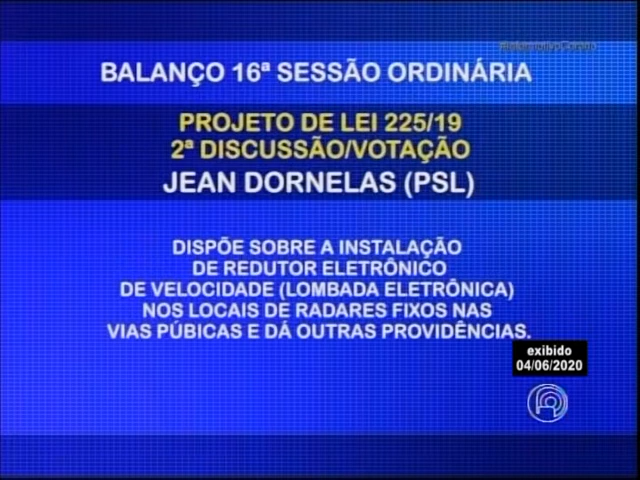 #InformativoCamara
BALANÇO 16ª SESSÃO ORDINÁRIA
PROJETO DE LEI 225/19
2ª DISCUSSÃO/VOTAÇÃO
JEAN DORNELAS (PSL)
DISPÕE SOBRE A INSTALAÇÃO
DE REDUTOR ELETRÔNICO
DE VELOCIDADE (LOMBADA ELETRÔNICA)
NOS LOCAIS DE RADARES FIXOS NAS
VIAS PÚBICAS E DÁ OUTRAS PROVIDÊNCIAS.
exibido
04/06/2020